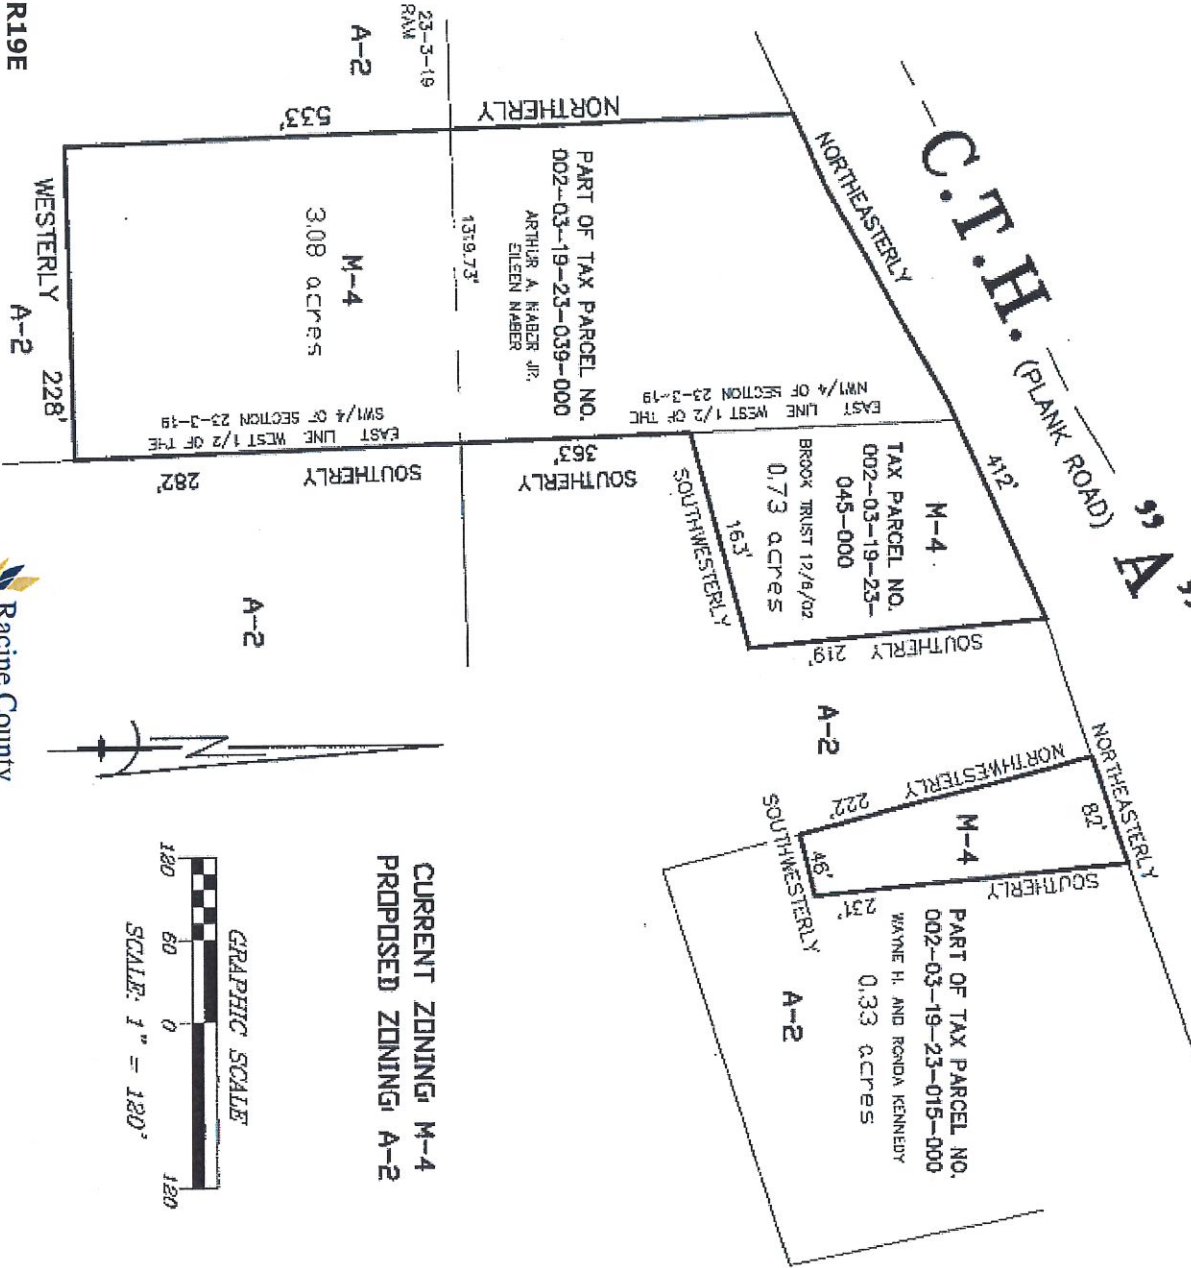 C.T.H. (PLANK ROAD) "A"
NORTHEASTERLY
412'
NORTHEASTERLY
82'
23-3-19
RAM
A-2
NORTHERLY
533'
PART OF TAX PARCEL NO.
002-03-19-23-039-000
ARTHUR A. NABER JR.
EILEEN NABER
1319.73'
M-4
3.08 acres
WESTERLY 228'
A-2
EAST LINE WEST 1/2 OF THE
NW1/4 OF SECTION 23-3-19
EAST LINE WEST 1/2 OF THE
SW1/4 OF SECTION 23-3-19
SOUTHERLY
363'
SOUTHERLY
282'
M-4
TAX PARCEL NO.
002-03-19-23-
045-000
BROOK TRUST 12/6/02
0.73 acres
163'
SOUTHWESTERLY
SOUTHERLY
219'
A-2
A-2
NORTHWESTERLY
222'
M-4
SOUTHERLY
231'
46'
SOUTHWESTERLY
PART OF TAX PARCEL NO.
002-03-19-23-015-000
WAYNE H. AND RONDA KENNEDY
0.33 acres
A-2
N
CURRENT ZONING: M-4
PROPOSED ZONING: A-2
GRAPHIC SCALE
120 60 0 120
SCALE: 1" = 120'
R19E
Racine County